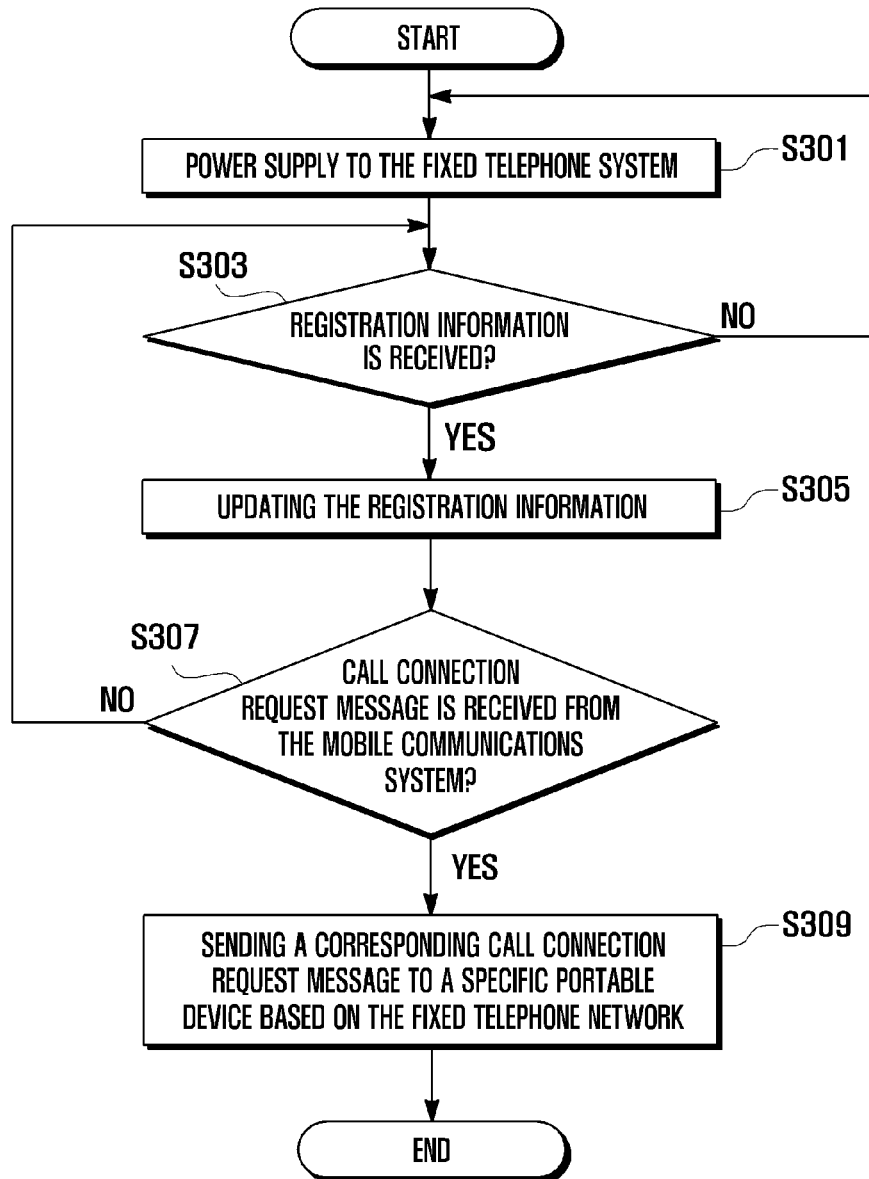 START
POWER SUPPLY TO THE FIXED TELEPHONE SYSTEM
S301
S303
REGISTRATION INFORMATION
IS RECEIVED?
NO
YES
UPDATING THE REGISTRATION INFORMATION
S305
S307
CALL CONNECTION
REQUEST MESSAGE IS RECEIVED FROM
THE MOBILE COMMUNICATIONS
SYSTEM?
NO
YES
SENDING A CORRESPONDING CALL CONNECTION
REQUEST MESSAGE TO A SPECIFIC PORTABLE
DEVICE BASED ON THE FIXED TELEPHONE NETWORK
S309
END